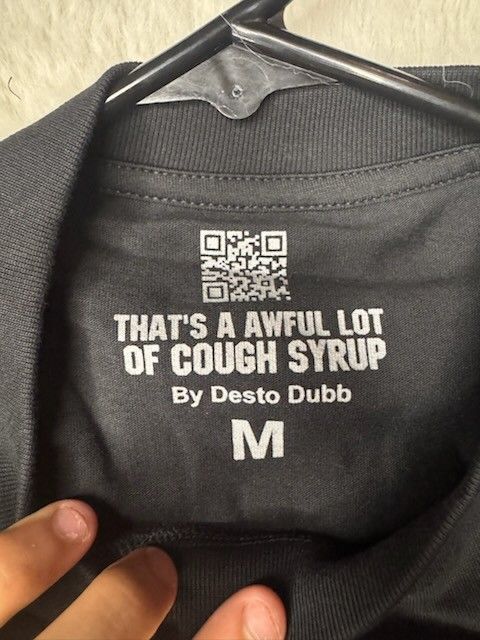 THAT'S A AWFUL LOT
OF COUGH SYRUP
By Desto Dubb
M